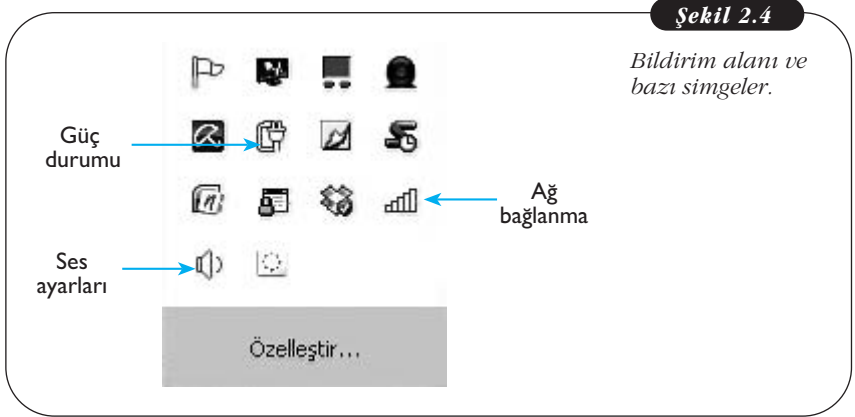 Şekil 2.4
Bildirim alanı ve
bazı simgeler.
Güç
durumu
Ağ
bağlanma
Ses
ayarları
Özelleştir...